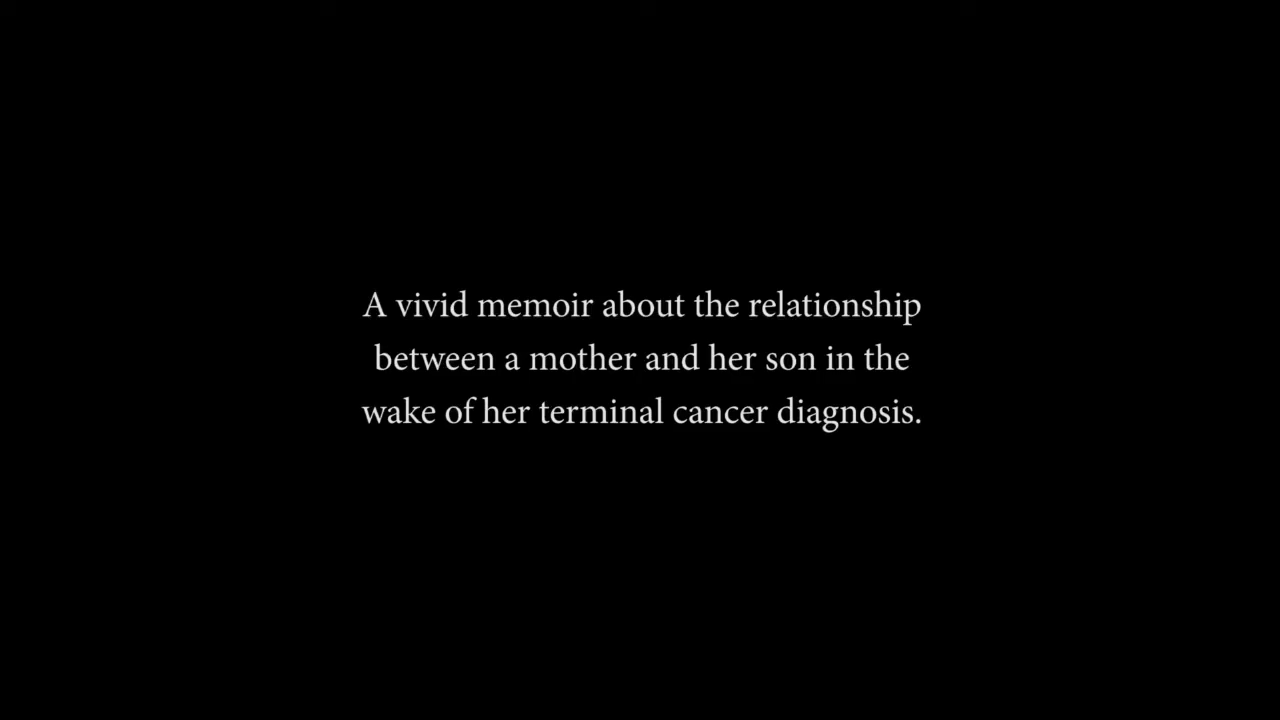 A vivid memoir about the relationship
between a mother and her son in the
wake of her terminal cancer diagnosis.